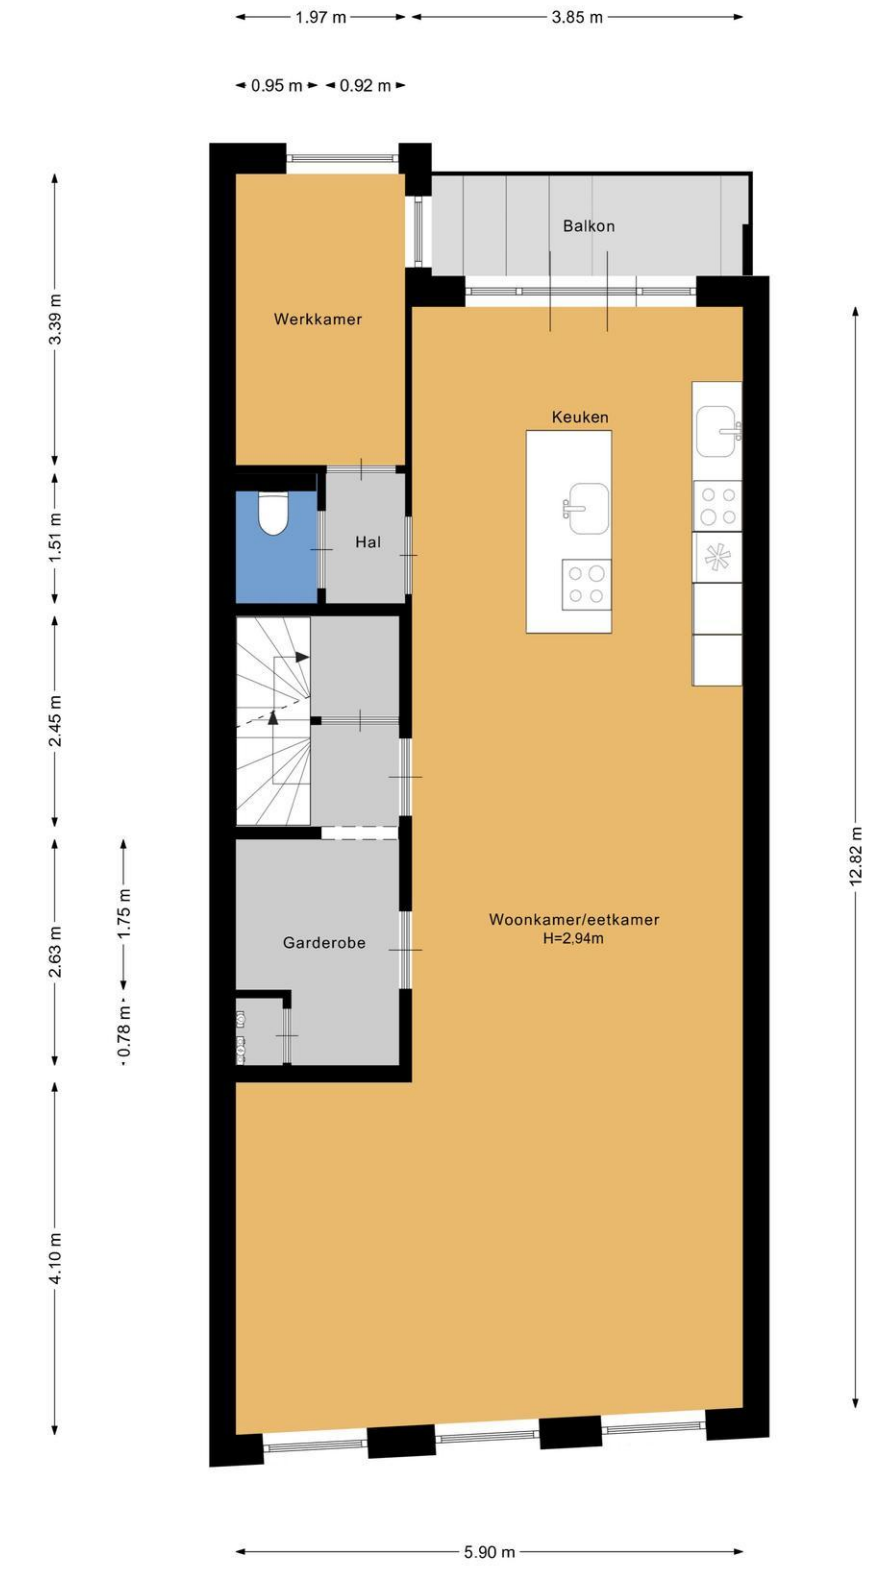 1.97 m
3.85 m
0.95 m
0.92 m
Balkon
3.39 m
Werkkamer
Keuken
1.51 m
Hal
2.45 m
12.82 m
1.75 m
Woonkamer/eetkamer
H=2,94m
2.63 m
Garderobe
0.78 m
4.10 m
5.90 m